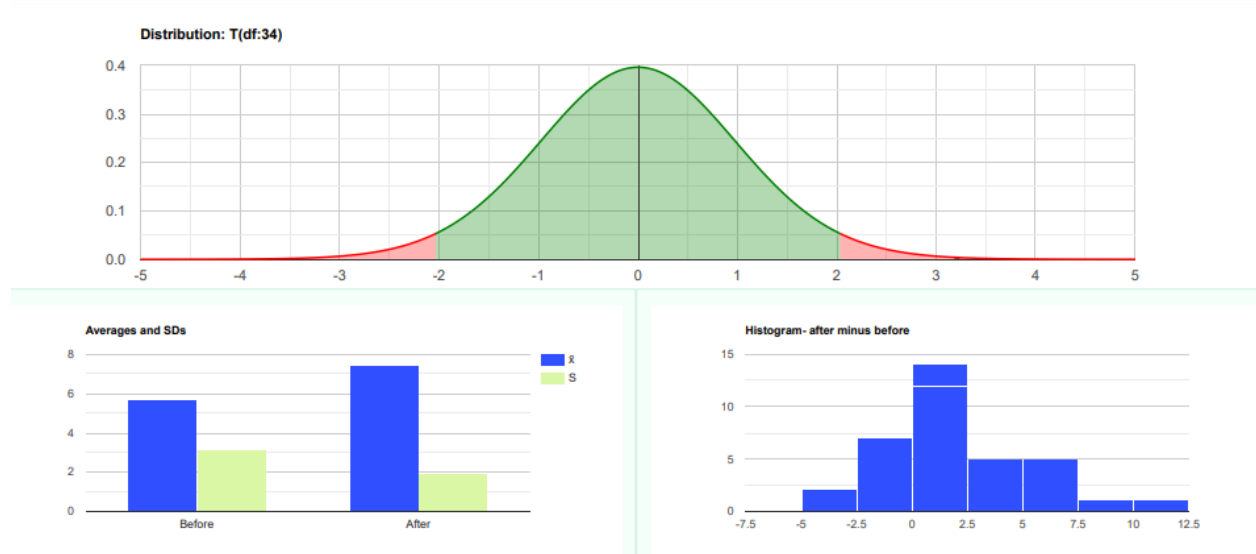 Distribution: T(df:34)
0.4
0.3
0.2
0.1
0.0
-5 -4 -3 -2 -1 0 1 2 3 4 5
Averages and SDs
8
6
4
2
0
Before After
x̄
S
Histogram- after minus before
15
10
5
0
-7.5 -5 -2.5 0 2.5 5 7.5 10 12.5